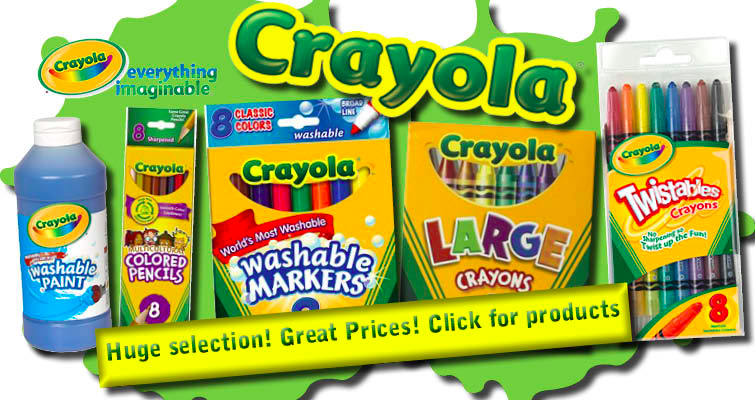 Crayola
Crayola
everything
imaginable
Crayola
washable
PAINT
8
Sharpened
Crayola
MULTICULTURAL
COLORED
PENCILS
8
8 CLASSIC
COLORS
washable
BROAD
LINE
Crayola
World's Most Washable
washable
MARKERS
Crayola
LARGE
CRAYONS
Crayola
Twistables
Crayons
No
Sharpening so
Twist up the Fun!
8
Huge selection! Great Prices! Click for products